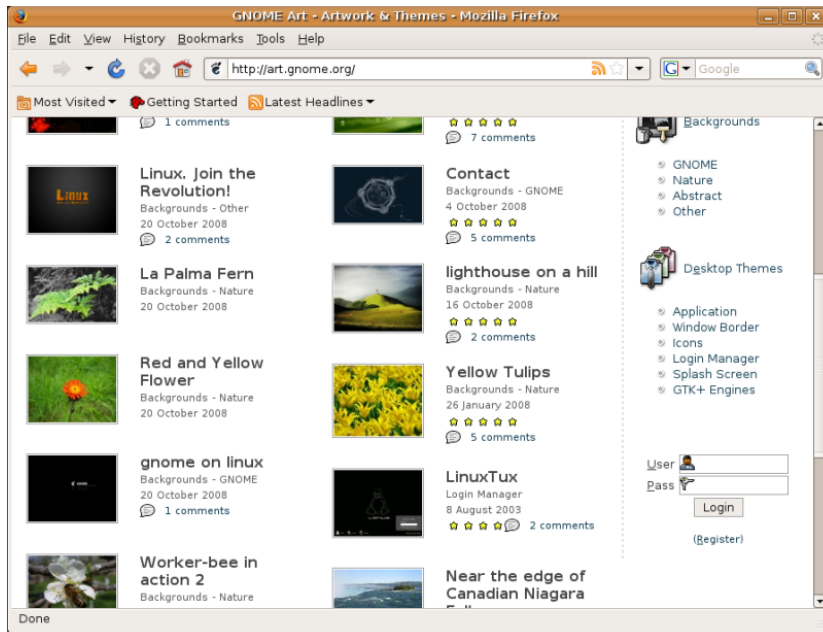 GNOME Art - Artwork & Themes - Mozilla Firefox
File Edit View History Bookmarks Tools Help
http://art.gnome.org/
Google
Most Visited
Getting Started
Latest Headlines
1 comments
Linux. Join the
Revolution!
Backgrounds - Other
20 October 2008
2 comments
La Palma Fern
Backgrounds - Nature
20 October 2008
Red and Yellow
Flower
Backgrounds - Nature
20 October 2008
gnome on linux
Backgrounds - GNOME
20 October 2008
1 comments
Worker-bee in
action 2
Backgrounds - Nature
7 comments
Contact
Backgrounds - GNOME
4 October 2008
5 comments
lighthouse on a hill
Backgrounds - Nature
16 October 2008
2 comments
Yellow Tulips
Backgrounds - Nature
26 January 2008
5 comments
LinuxTux
Login Manager
8 August 2003
2 comments
Near the edge of
Canadian Niagara
Backgrounds
GNOME
Nature
Abstract
Other
Desktop Themes
Application
Window Border
Icons
Login Manager
Splash Screen
GTK+ Engines
User
Pass
Login
(Register)
Linux
Done